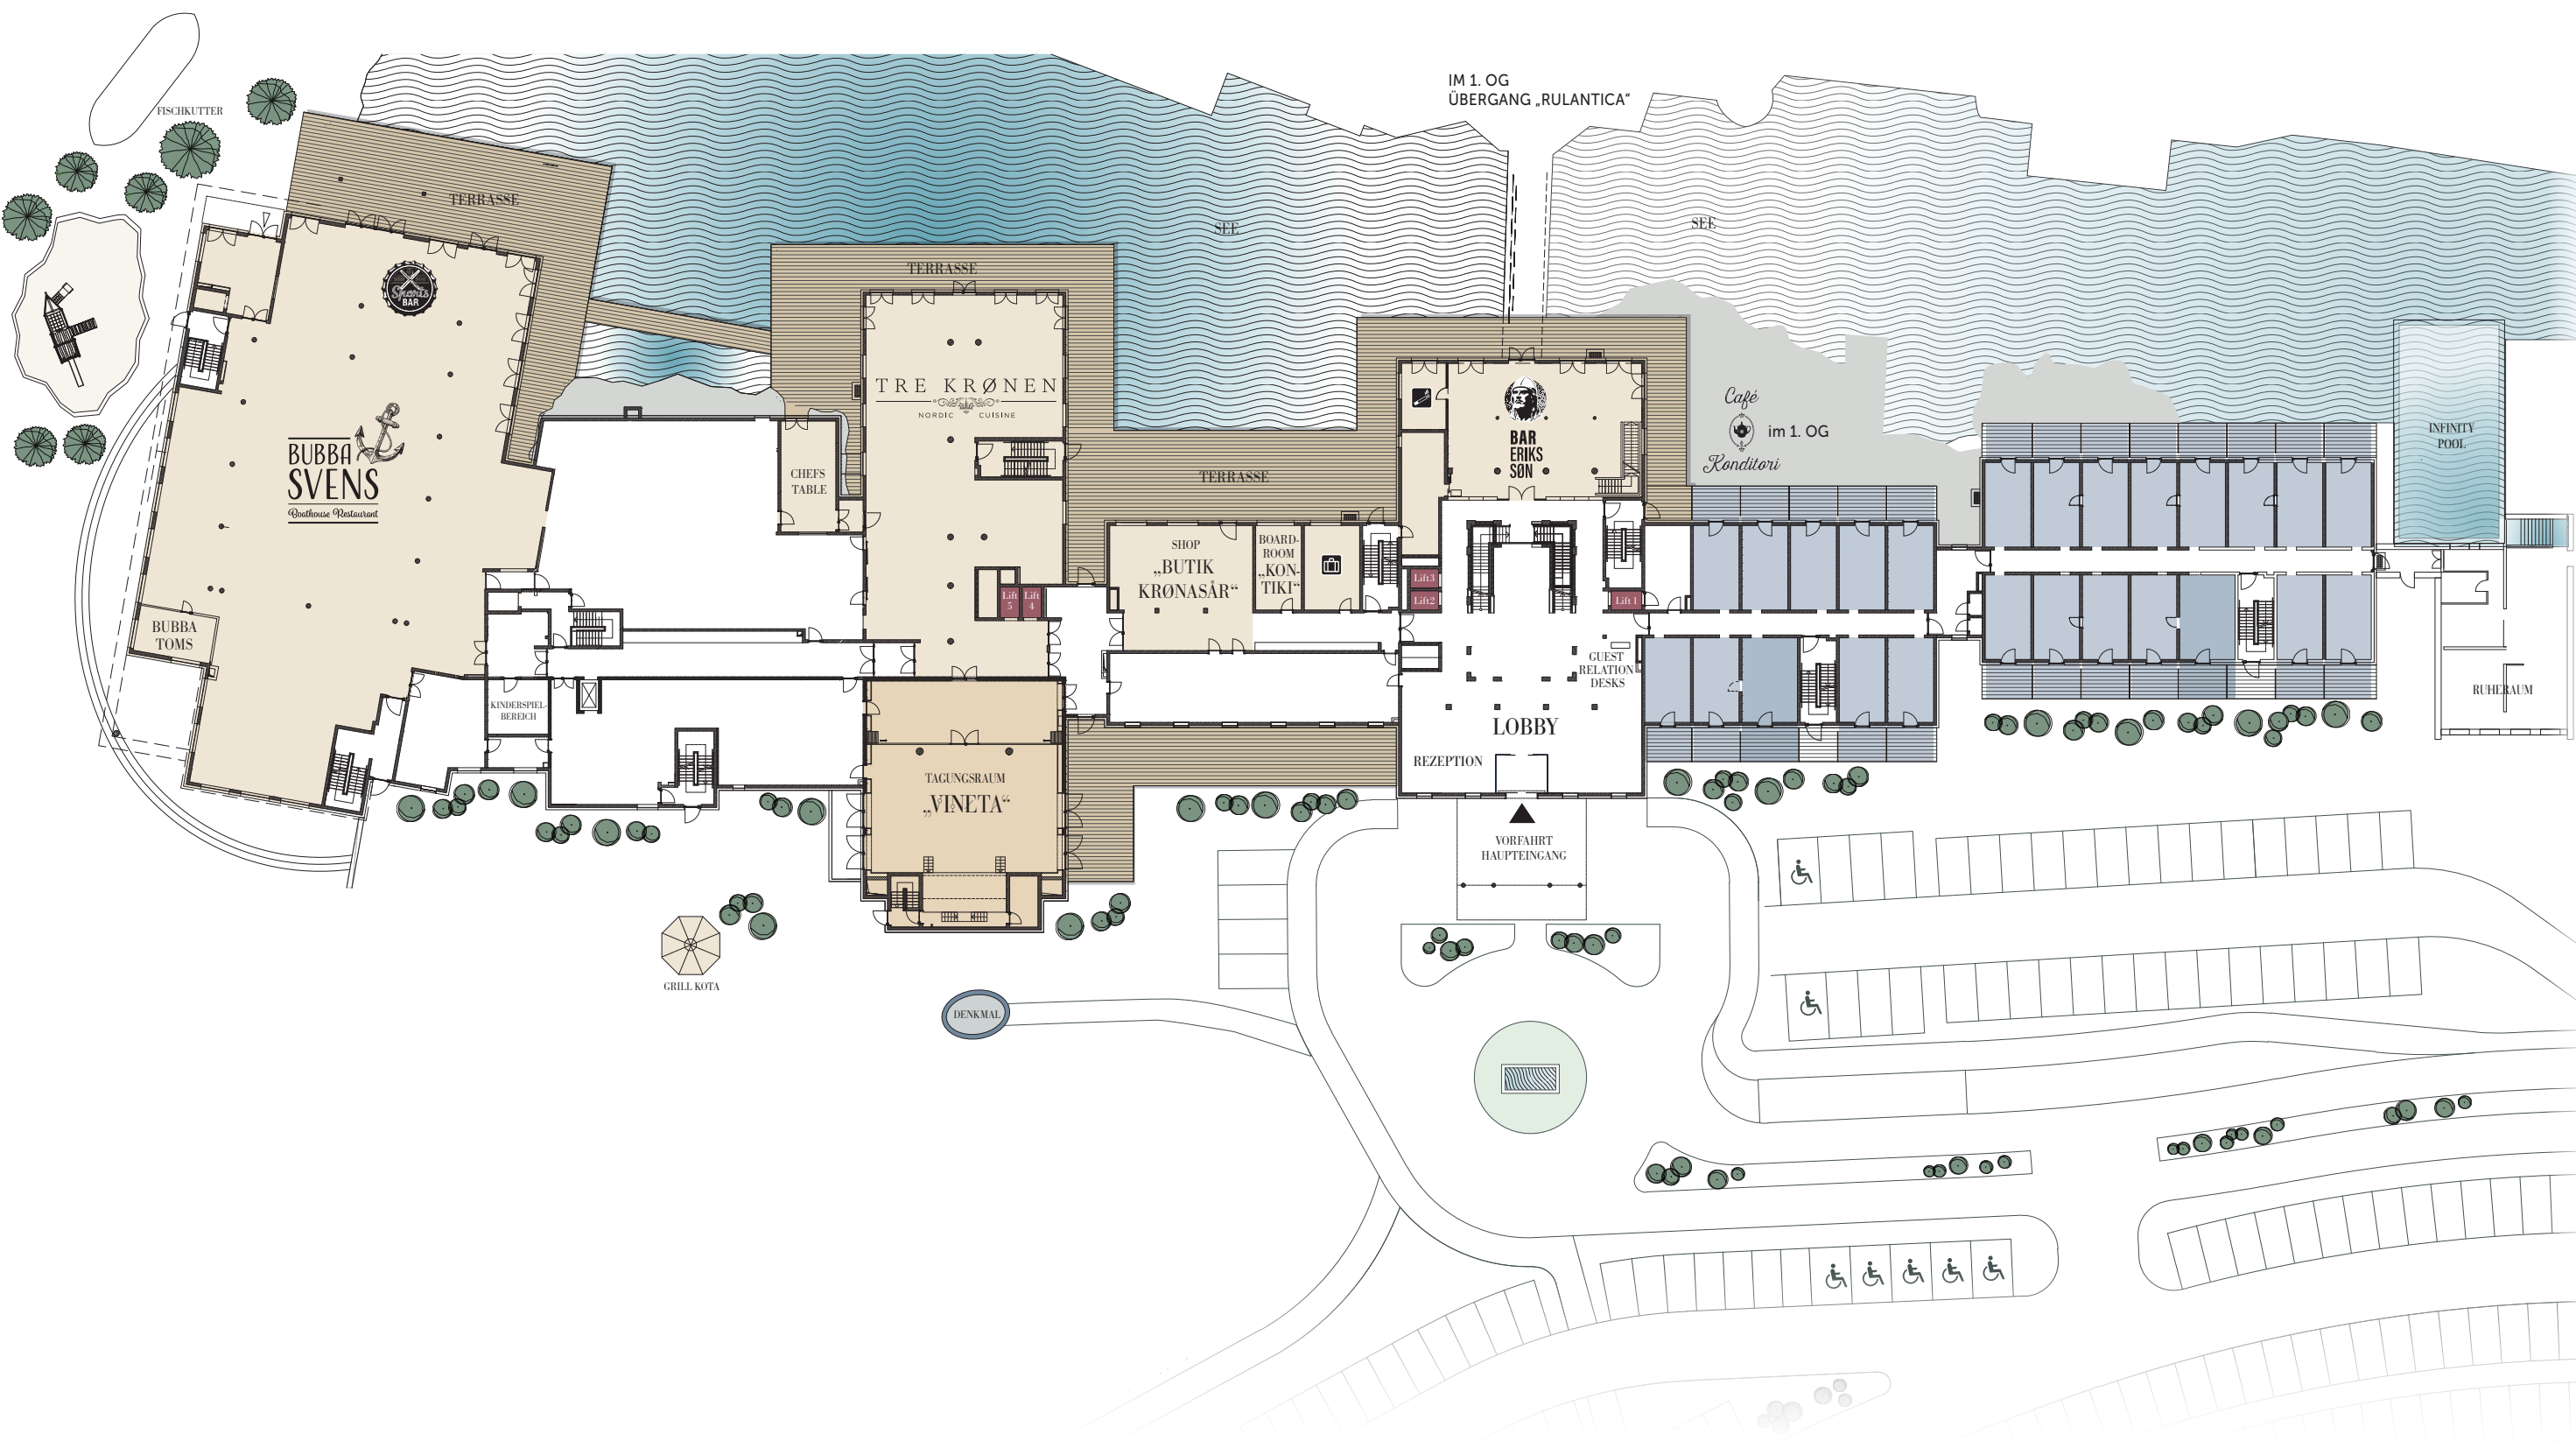 IM 1. OG
ÜBERGANG „RULANTICA“
FISCHKUTTER
TERRASSE
SEE
SEE
TERRASSE
Sports
BAR
TRE KRØNEN
NORDIC CUISINE
BUBBA
SVENS
Boathouse Restaurant
CHEFS
TABLE
TERRASSE
BAR
ERIKS
SØN
Café
im 1. OG
Konditori
INFINITY
POOL
SHOP
„BUTIK
KRØNASÅR“
BOARD-
ROOM
„KON-
TIKI“
Lift3
Lift2
Lift 1
Lift
5
Lift
4
BUBBA
TOMS
GUEST
RELATION
DESKS
RUHERAUM
KINDERSPIEL-
BEREICH
LOBBY
REZEPTION
TAGUNGSRAUM
„VINETA“
VORFAHRT
HAUPTEINGANG
GRILL KOTA
DENKMAL